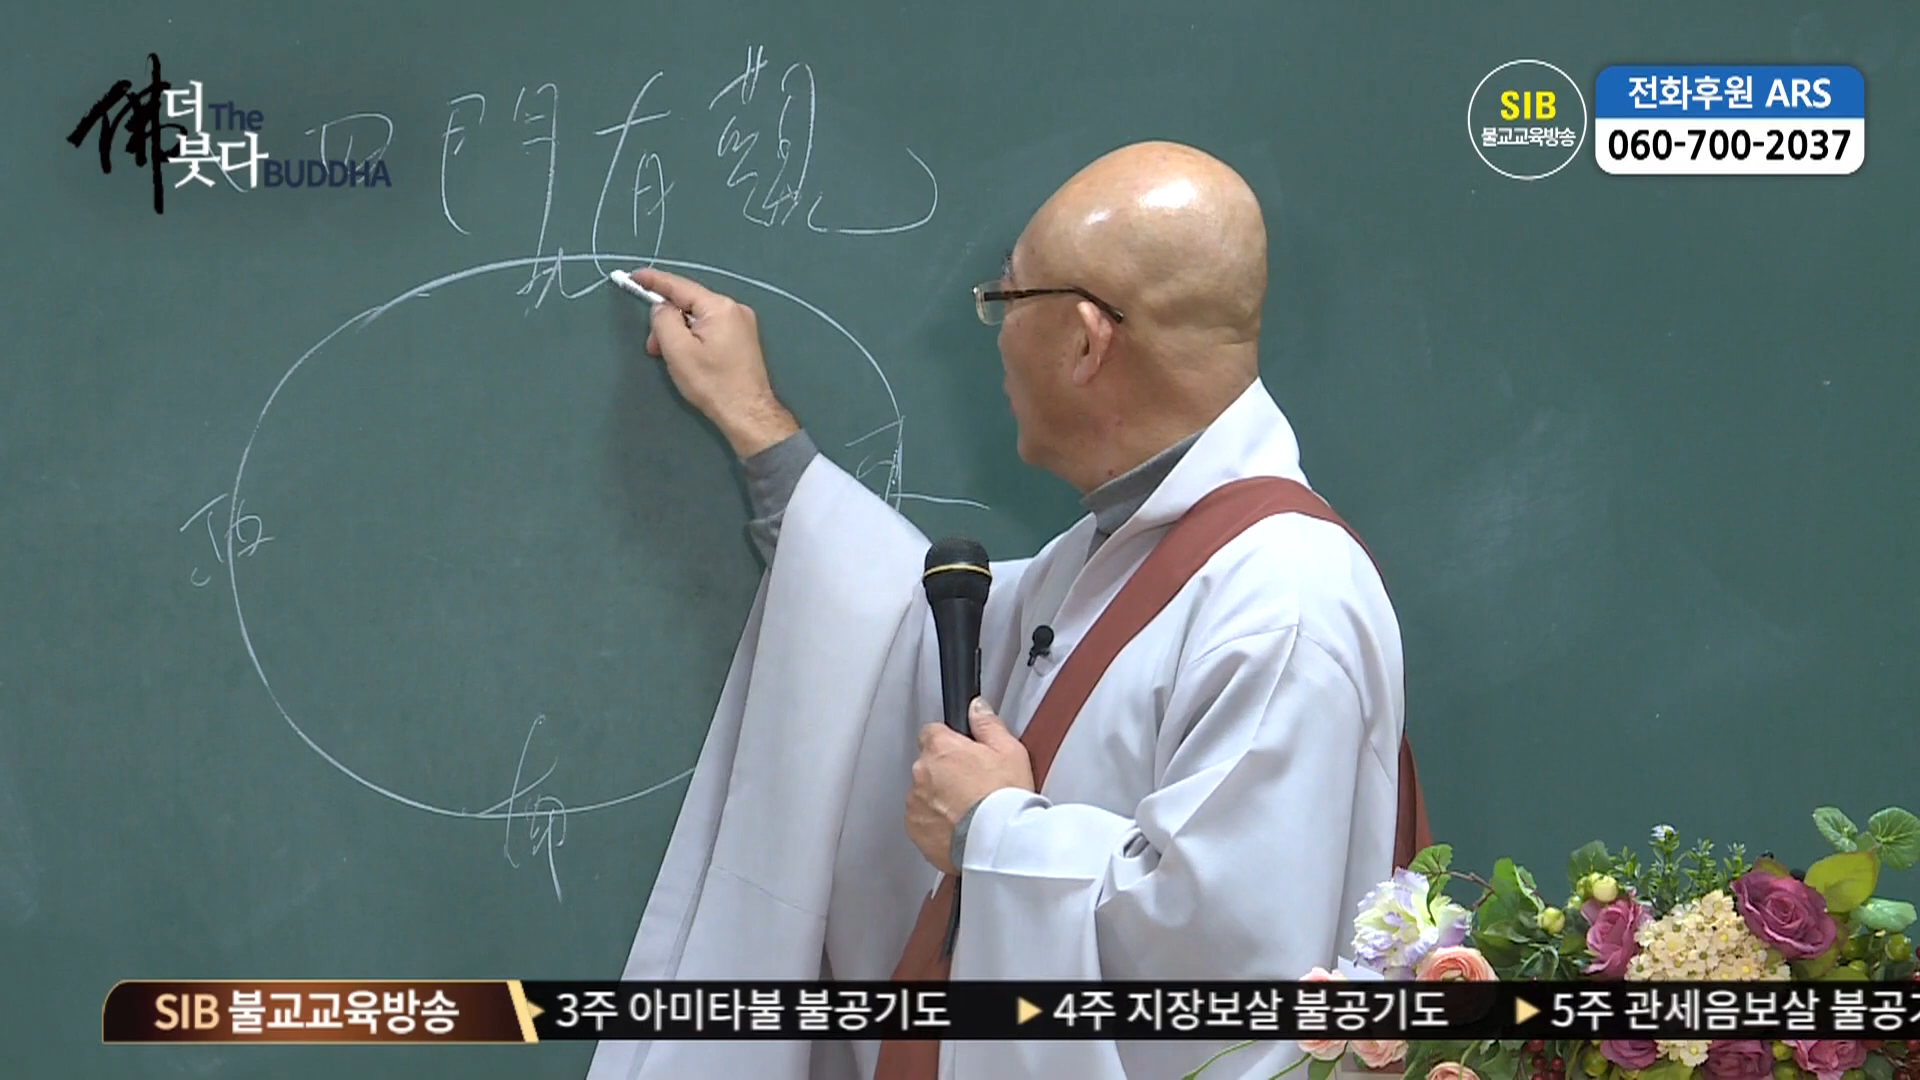 佛
더
붓다
The
BUDDHA
四門有觀
北
西
南
SIB
불교교육방송
전화후원 ARS
060-700-2037
SIB 불교교육방송 ▶ 3주 아미타불 불공기도 ▶ 4주 지장보살 불공기도 ▶ 5주 관세음보살 불공기